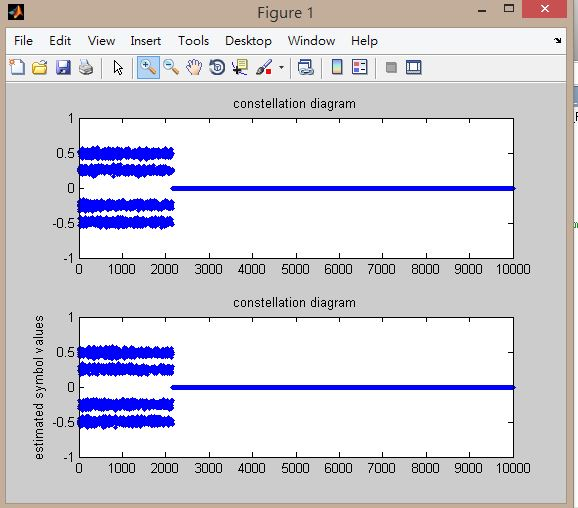 Figure 1
File Edit View Insert Tools Desktop Window Help
constellation diagram
1
0.5
0
-0.5
-1
0 1000 2000 3000 4000 5000 6000 7000 8000 9000 10000
constellation diagram
estimated symbol values
1
0.5
0
-0.5
-1
0 1000 2000 3000 4000 5000 6000 7000 8000 9000 10000